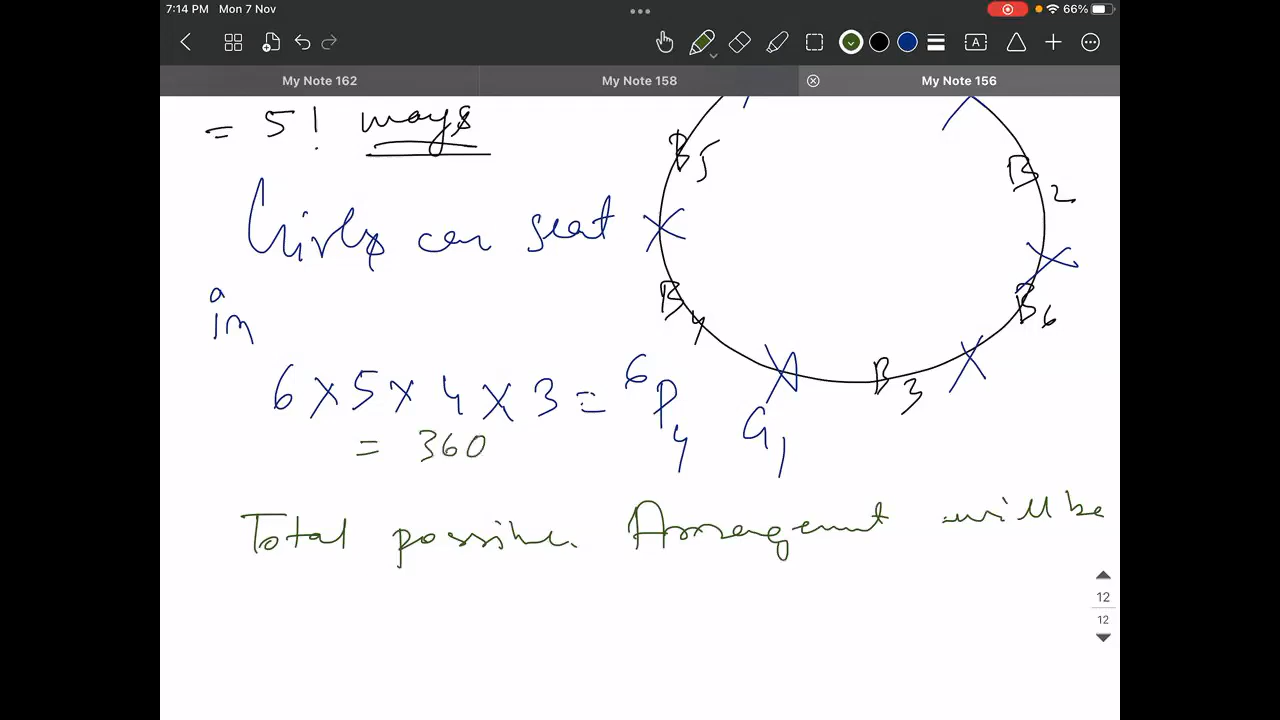 7:14 PM Mon 7 Nov
66%
My Note 162 My Note 158 My Note 156
= 5! ways
B5
B2
Girls can seat
in
B4
B6
B3
6 × 5 × 4 × 3 = 6P4
G1
= 360
Total possible Arrangement will be
12
12